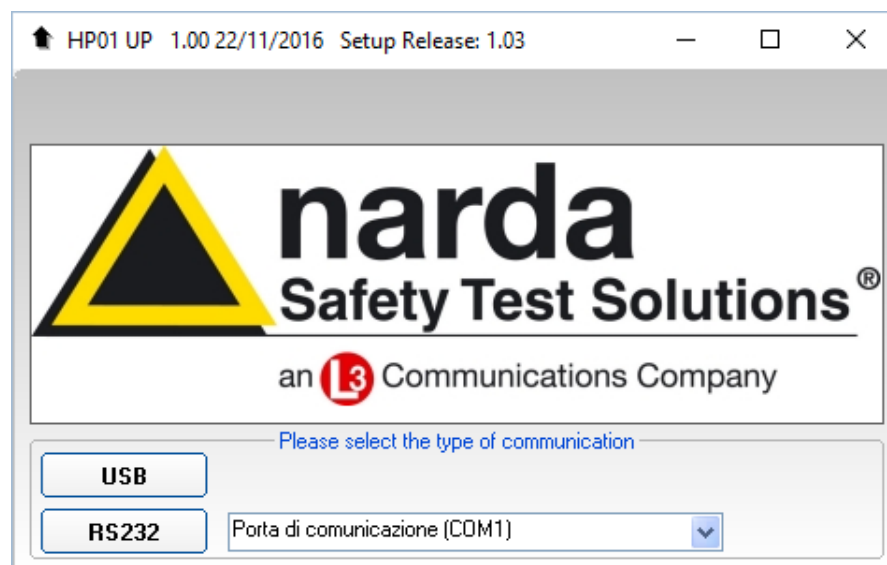 HP01 UP 1.00 22/11/2016 Setup Release: 1.03
narda
Safety Test Solutions®
an L3 Communications Company
Please select the type of communication
USB
RS232 Porta di comunicazione (COM1)